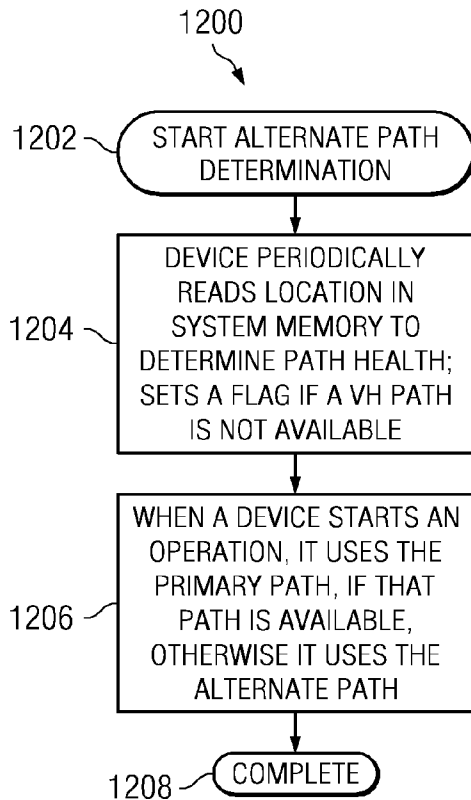 1200
1202
START ALTERNATE PATH
DETERMINATION
1204
DEVICE PERIODICALLY
READS LOCATION IN
SYSTEM MEMORY TO
DETERMINE PATH HEALTH;
SETS A FLAG IF A VH PATH
IS NOT AVAILABLE
1206
WHEN A DEVICE STARTS AN
OPERATION, IT USES THE
PRIMARY PATH, IF THAT
PATH IS AVAILABLE,
OTHERWISE IT USES THE
ALTERNATE PATH
1208
COMPLETE